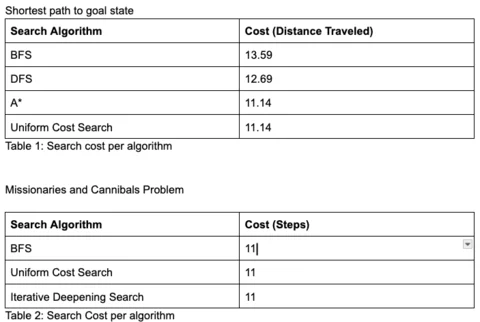 Shortest path to goal state
Search Algorithm Cost (Distance Traveled)
BFS 13.59
DFS 12.69
A* 11.14
Uniform Cost Search 11.14
Table 1: Search cost per algorithm
Missionaries and Cannibals Problem
Search Algorithm Cost (Steps)
BFS 11
Uniform Cost Search 11
Iterative Deepening Search 11
Table 2: Search Cost per algorithm